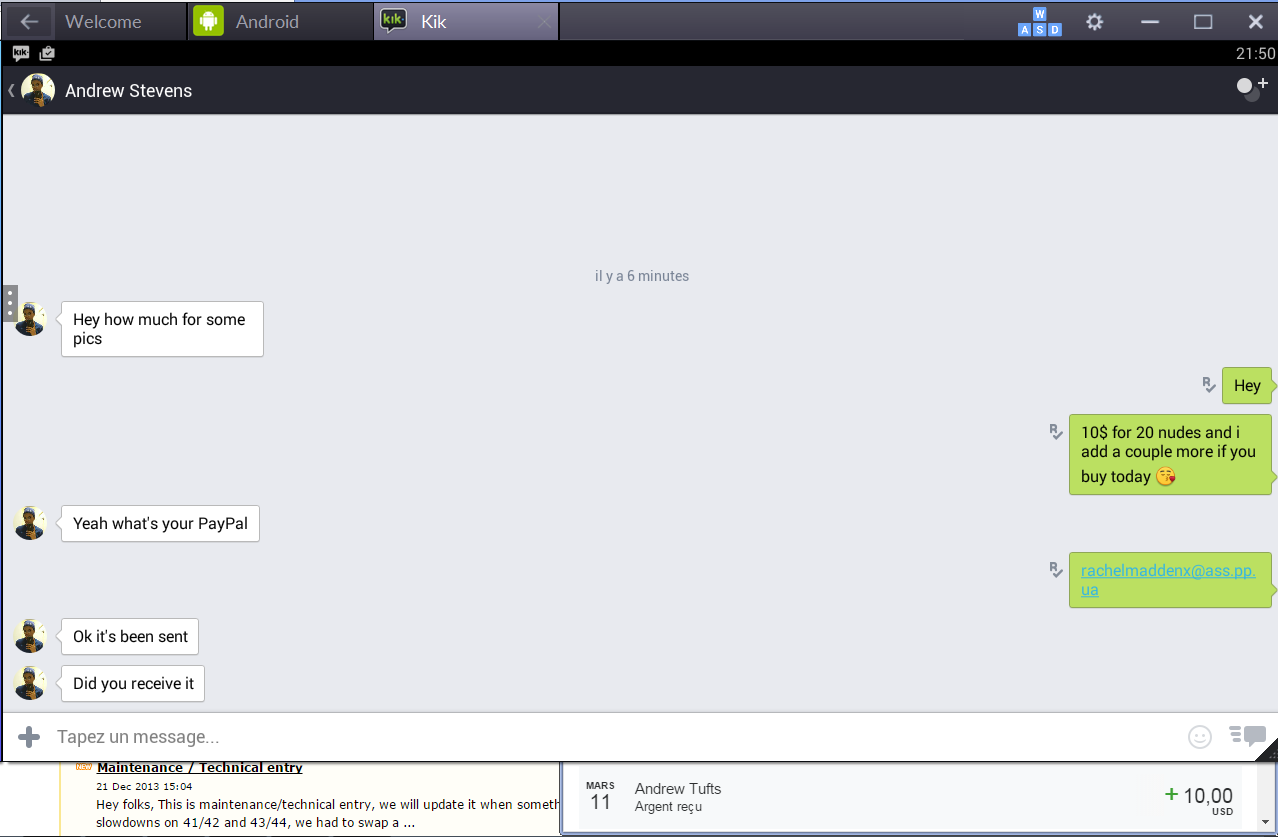 Welcome
Android
kik.
Kik
W
A S D
kik.
21:50
Andrew Stevens
il y a 6 minutes
Hey how much for some
pics
R
Hey
R
10$ for 20 nudes and i
add a couple more if you
buy today 😚
Yeah what's your PayPal
R
rachelmaddenx@ass.pp.
ua
Ok it's been sent
Did you receive it
Tapez un message...
NEW Maintenance / Technical entry
21 Dec 2013 15:04
Hey folks, This is maintenance/technical entry, we will update it when someth
slowdowns on 41/42 and 43/44, we had to swap a ...
MARS
11
Andrew Tufts
Argent reçu
+ 10,00
USD